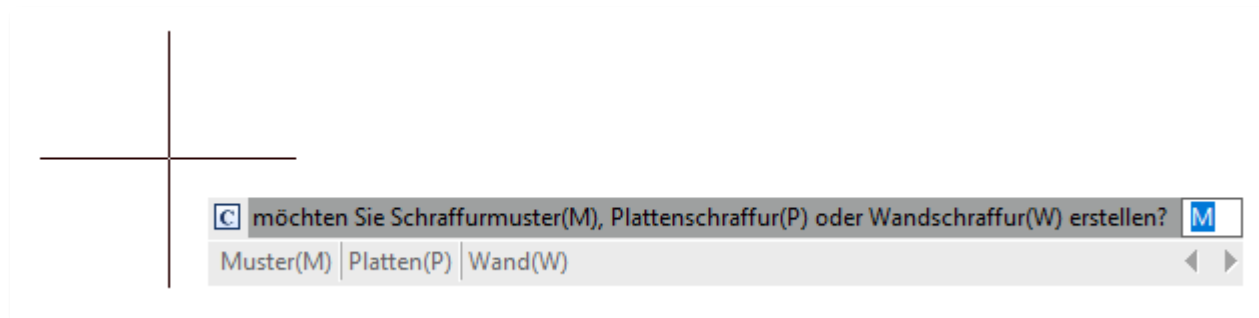 C möchten Sie Schraffurmuster(M), Plattenschraffur(P) oder Wandschraffur(W) erstellen? M
Muster(M) Platten(P) Wand(W)